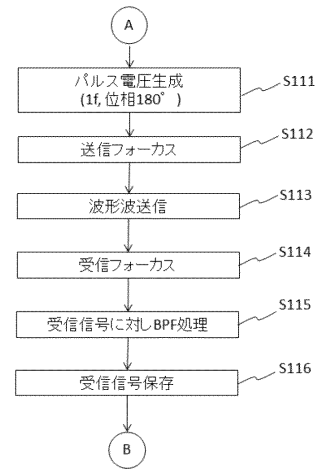 A
パルス電圧生成
(1f, 位相180°)
S111
送信フォーカス
S112
波形波送信
S113
受信フォーカス
S114
受信信号に対しBPF処理
S115
受信信号保存
S116
B